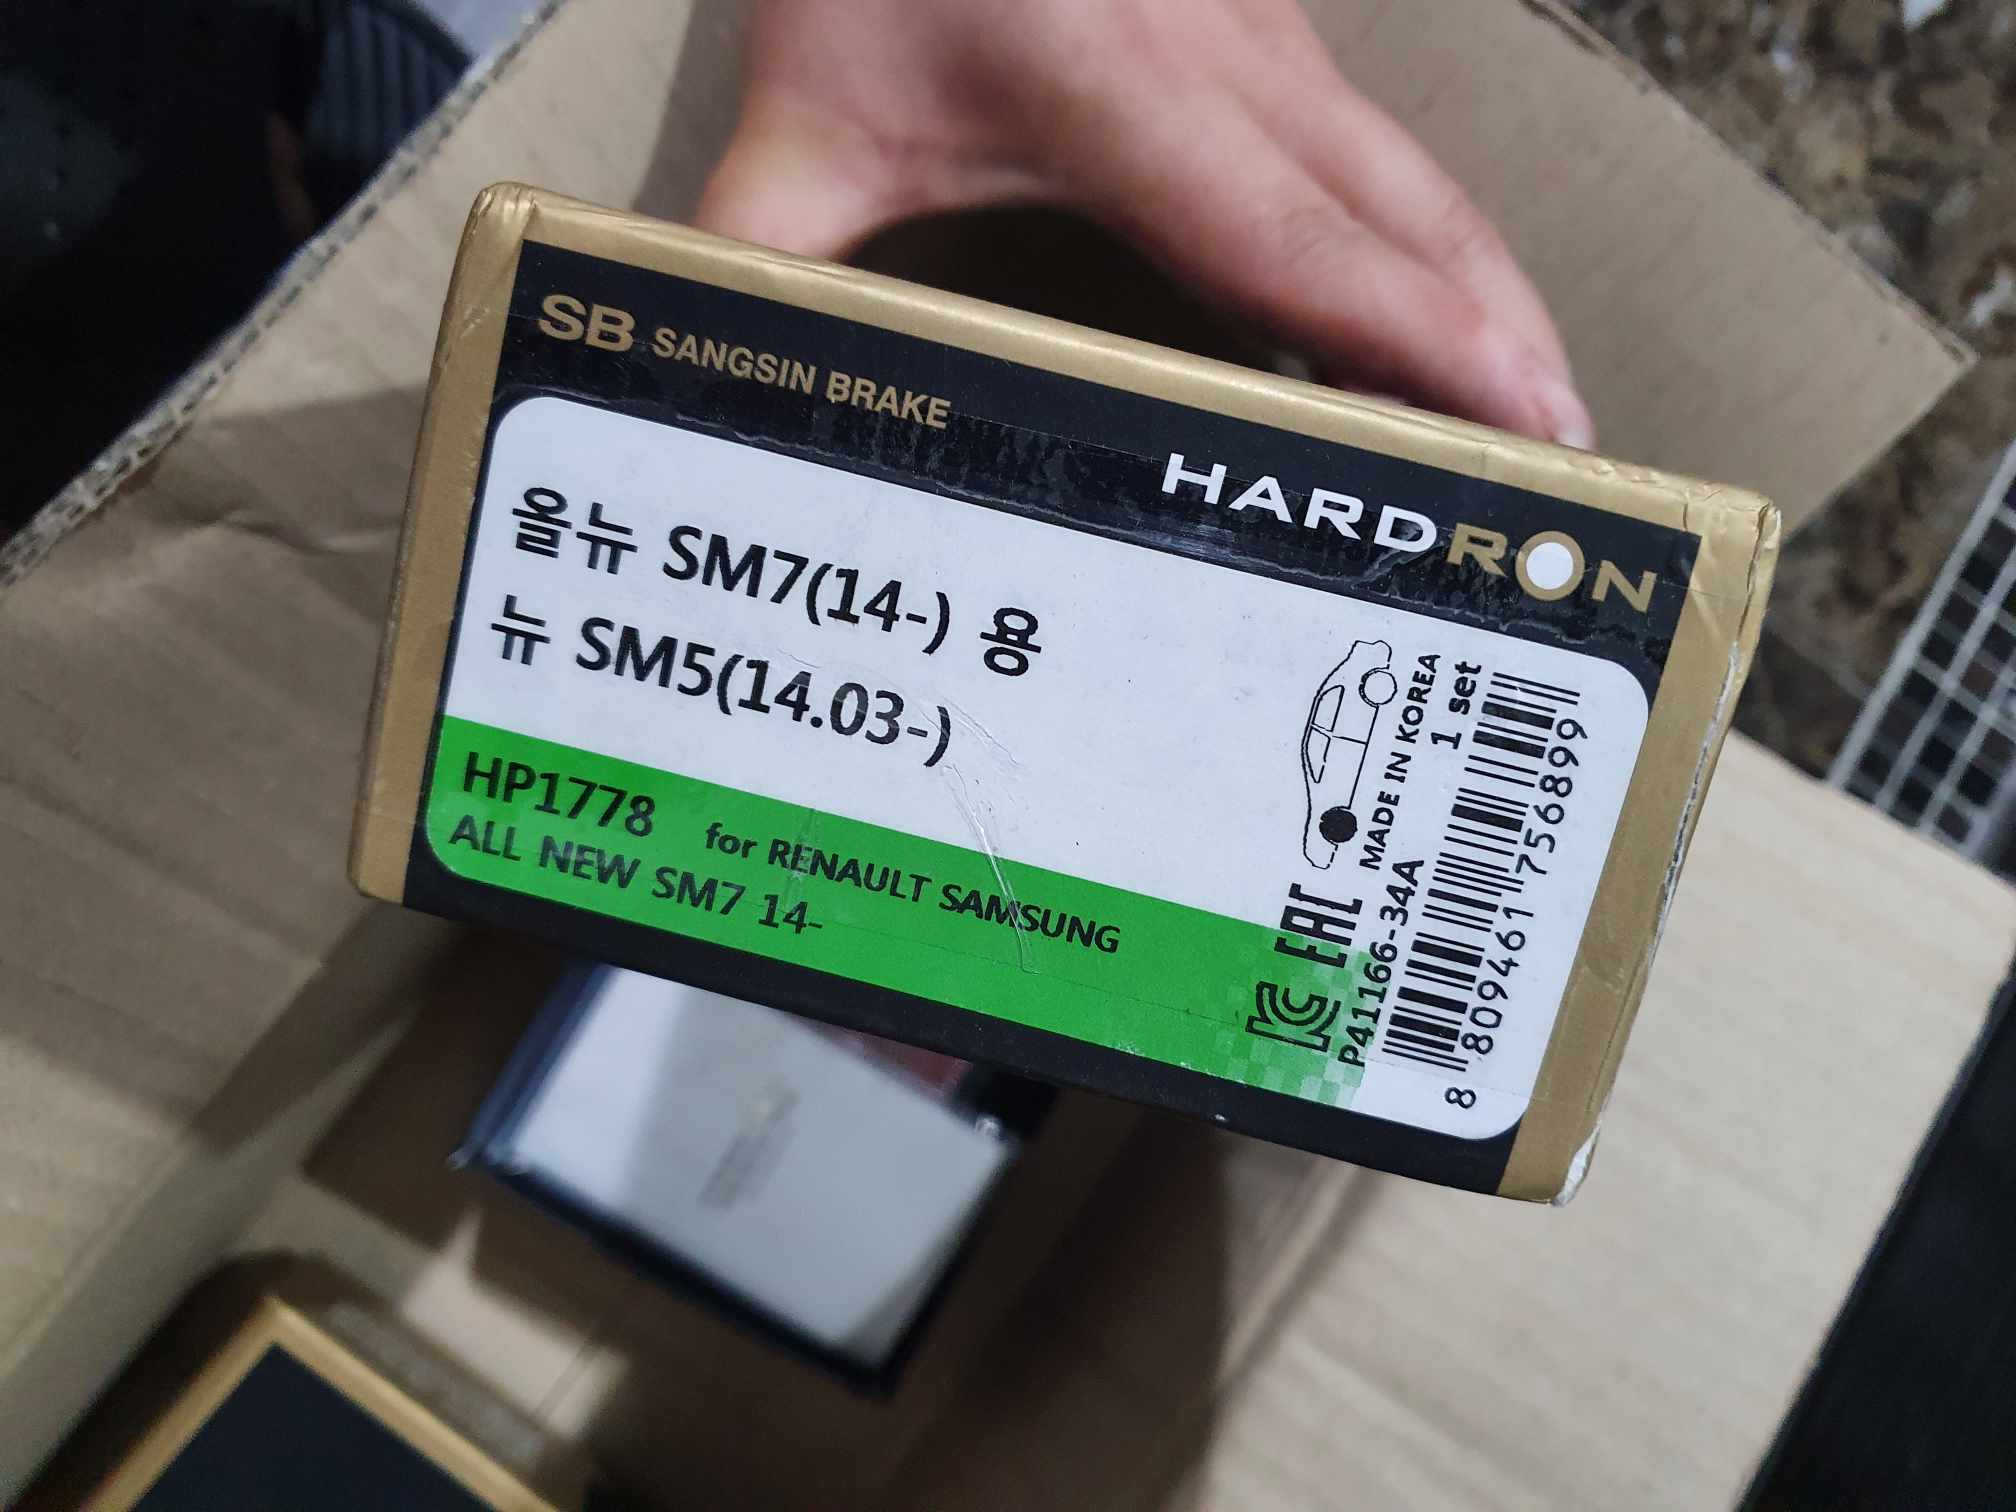 SB SANGSIN BRAKE
HARDRON
올뉴 SM7(14-) 용
뉴 SM5(14.03-)
HP1778 for RENAULT SAMSUNG
ALL NEW SM7 14-
MADE IN KOREA
1 set
EAC
P41166-34A
8 809461 756899